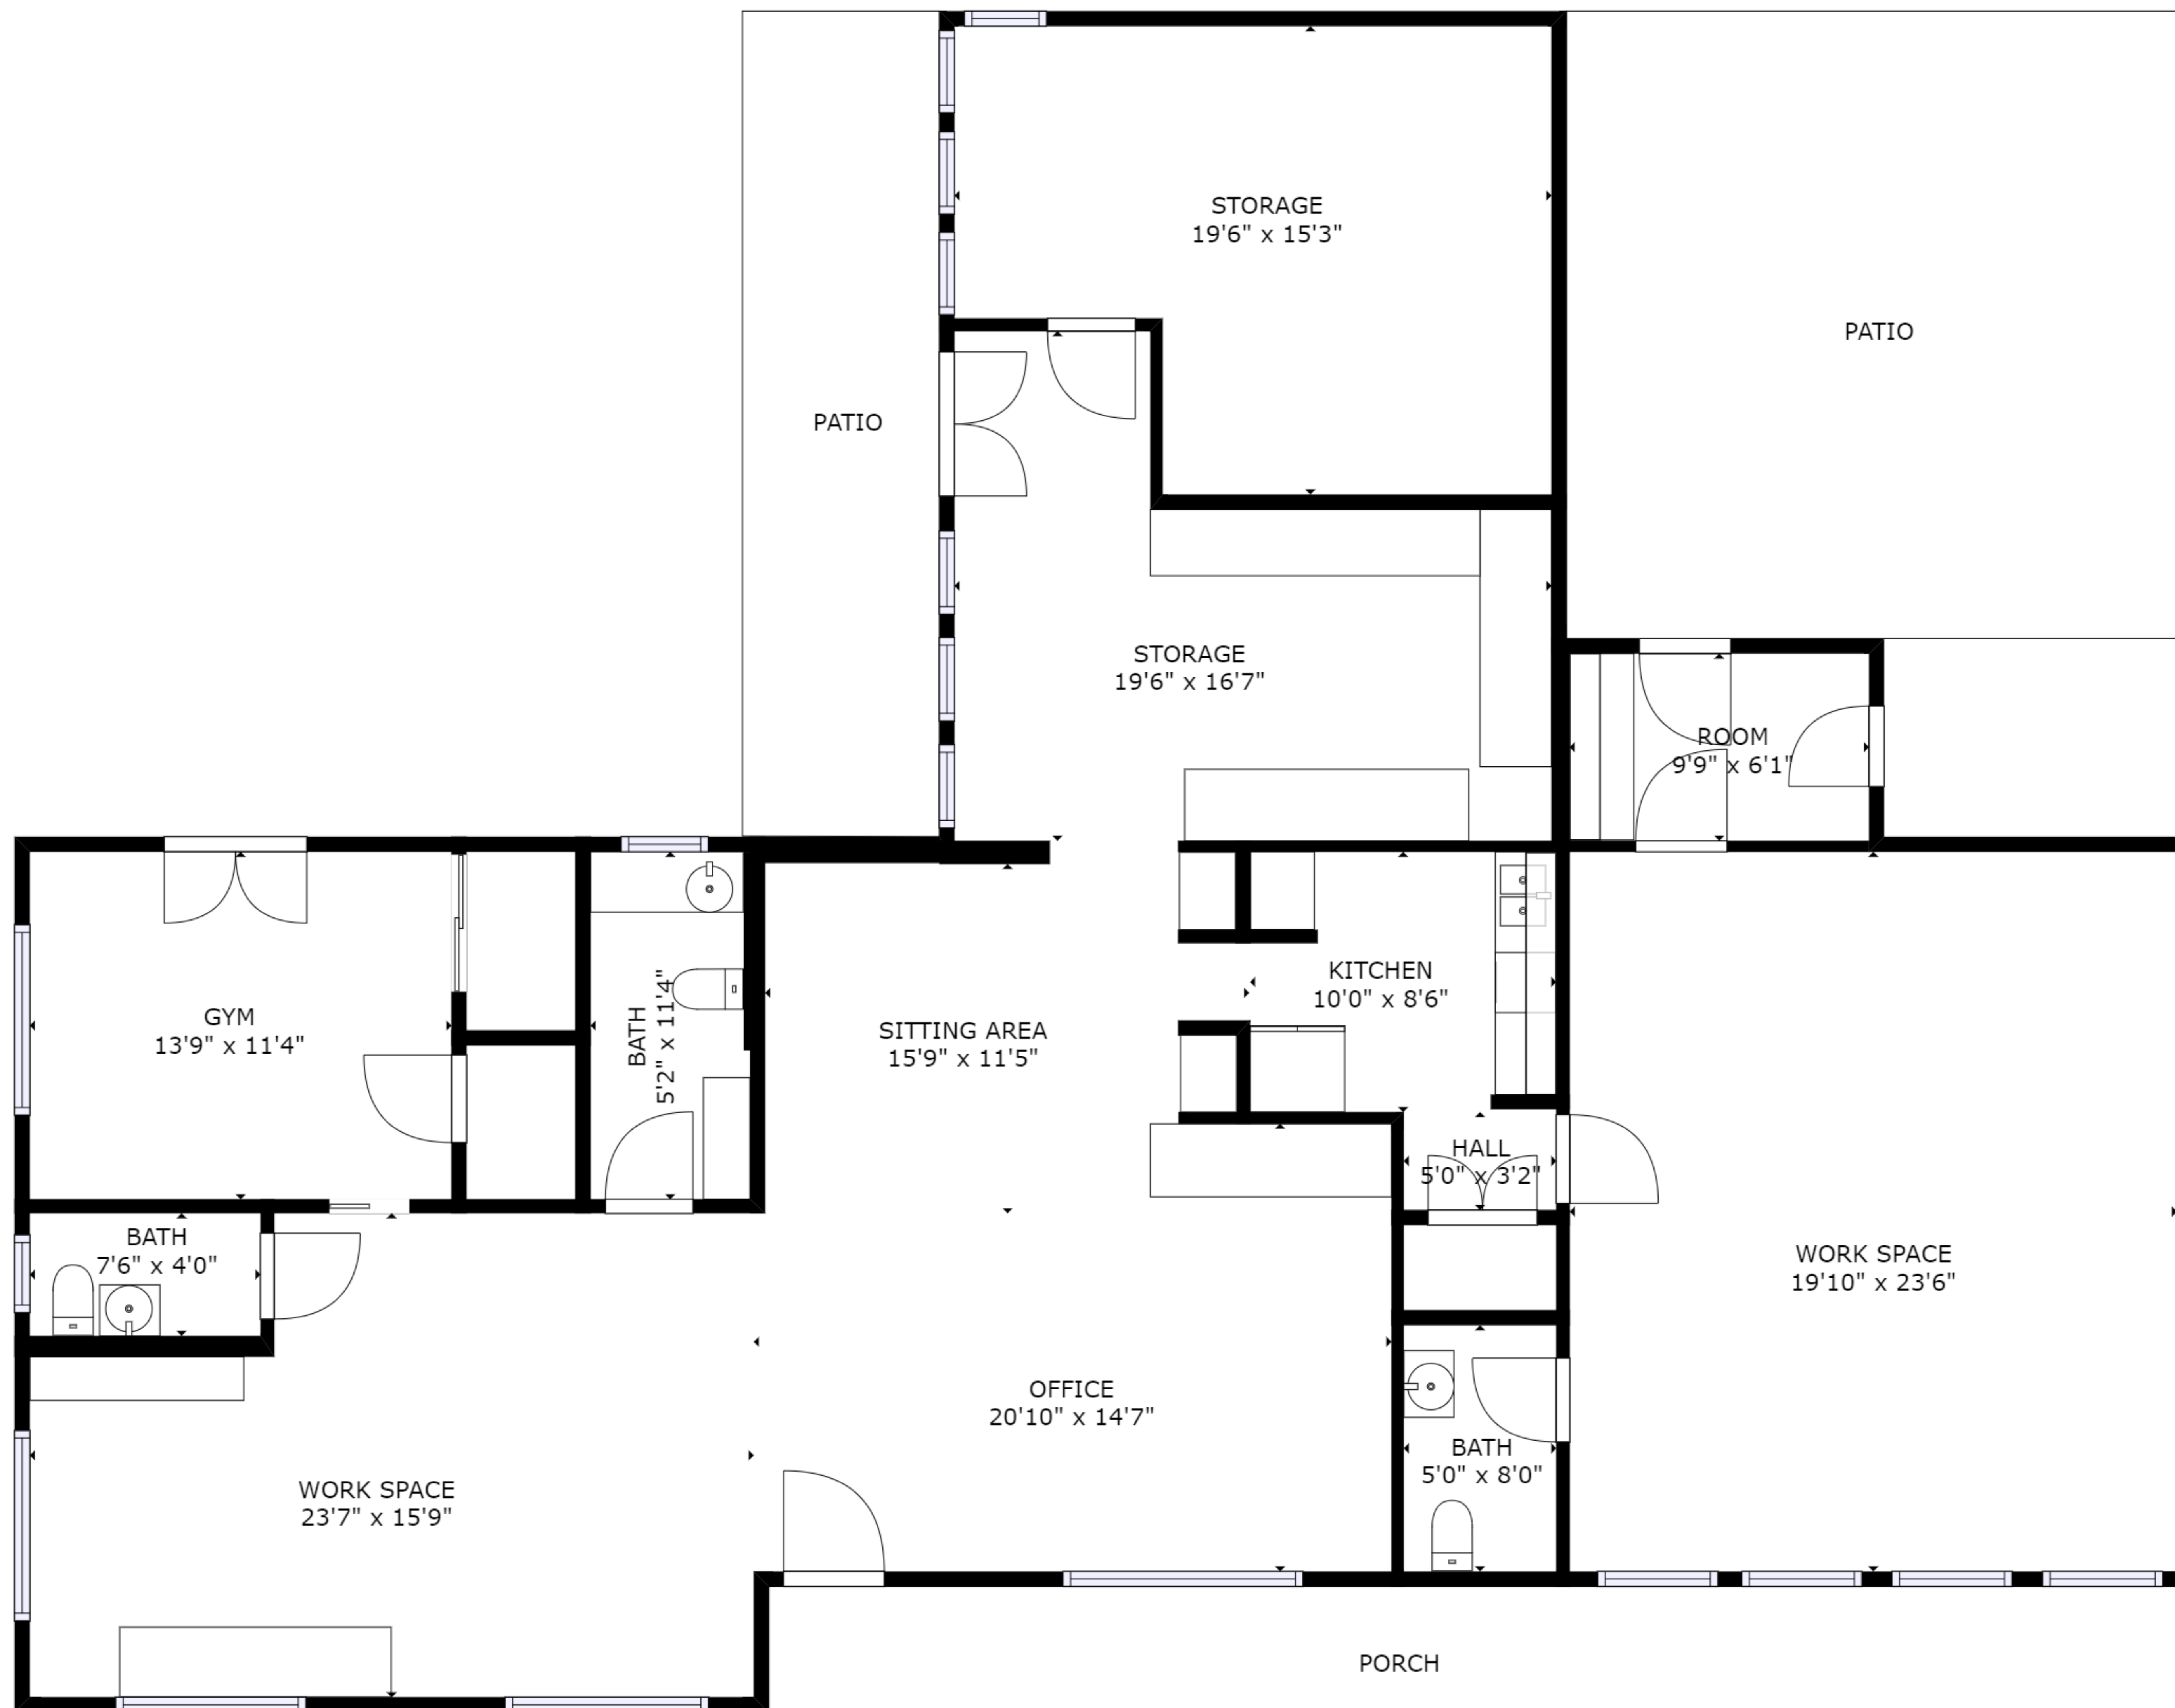 STORAGE
19'6" x 15'3"
PATIO
PATIO
STORAGE
19'6" x 16'7"
ROOM
9'9" x 6'1"
GYM
13'9" x 11'4"
BATH
5'2" x 11'4"
SITTING AREA
15'9" x 11'5"
KITCHEN
10'0" x 8'6"
HALL
5'0" x 3'2"
BATH
7'6" x 4'0"
WORK SPACE
19'10" x 23'6"
OFFICE
20'10" x 14'7"
BATH
5'0" x 8'0"
WORK SPACE
23'7" x 15'9"
PORCH